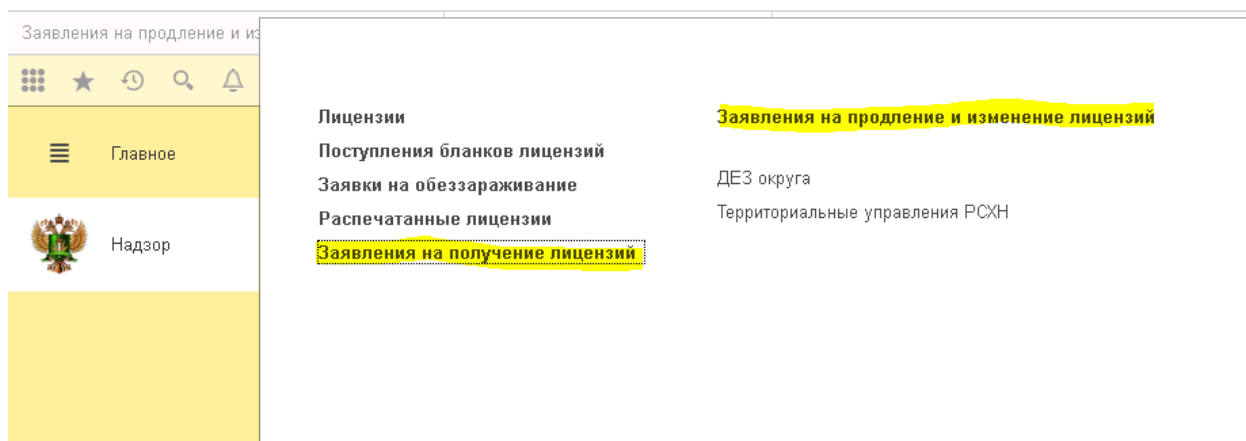 Заявления на продление и из
Главное
Надзор
Лицензии
Поступления бланков лицензий
Заявки на обеззараживание
Распечатанные лицензии
Заявления на получение лицензий
Заявления на продление и изменение лицензий
ДЕЗ округа
Территориальные управления РСХН